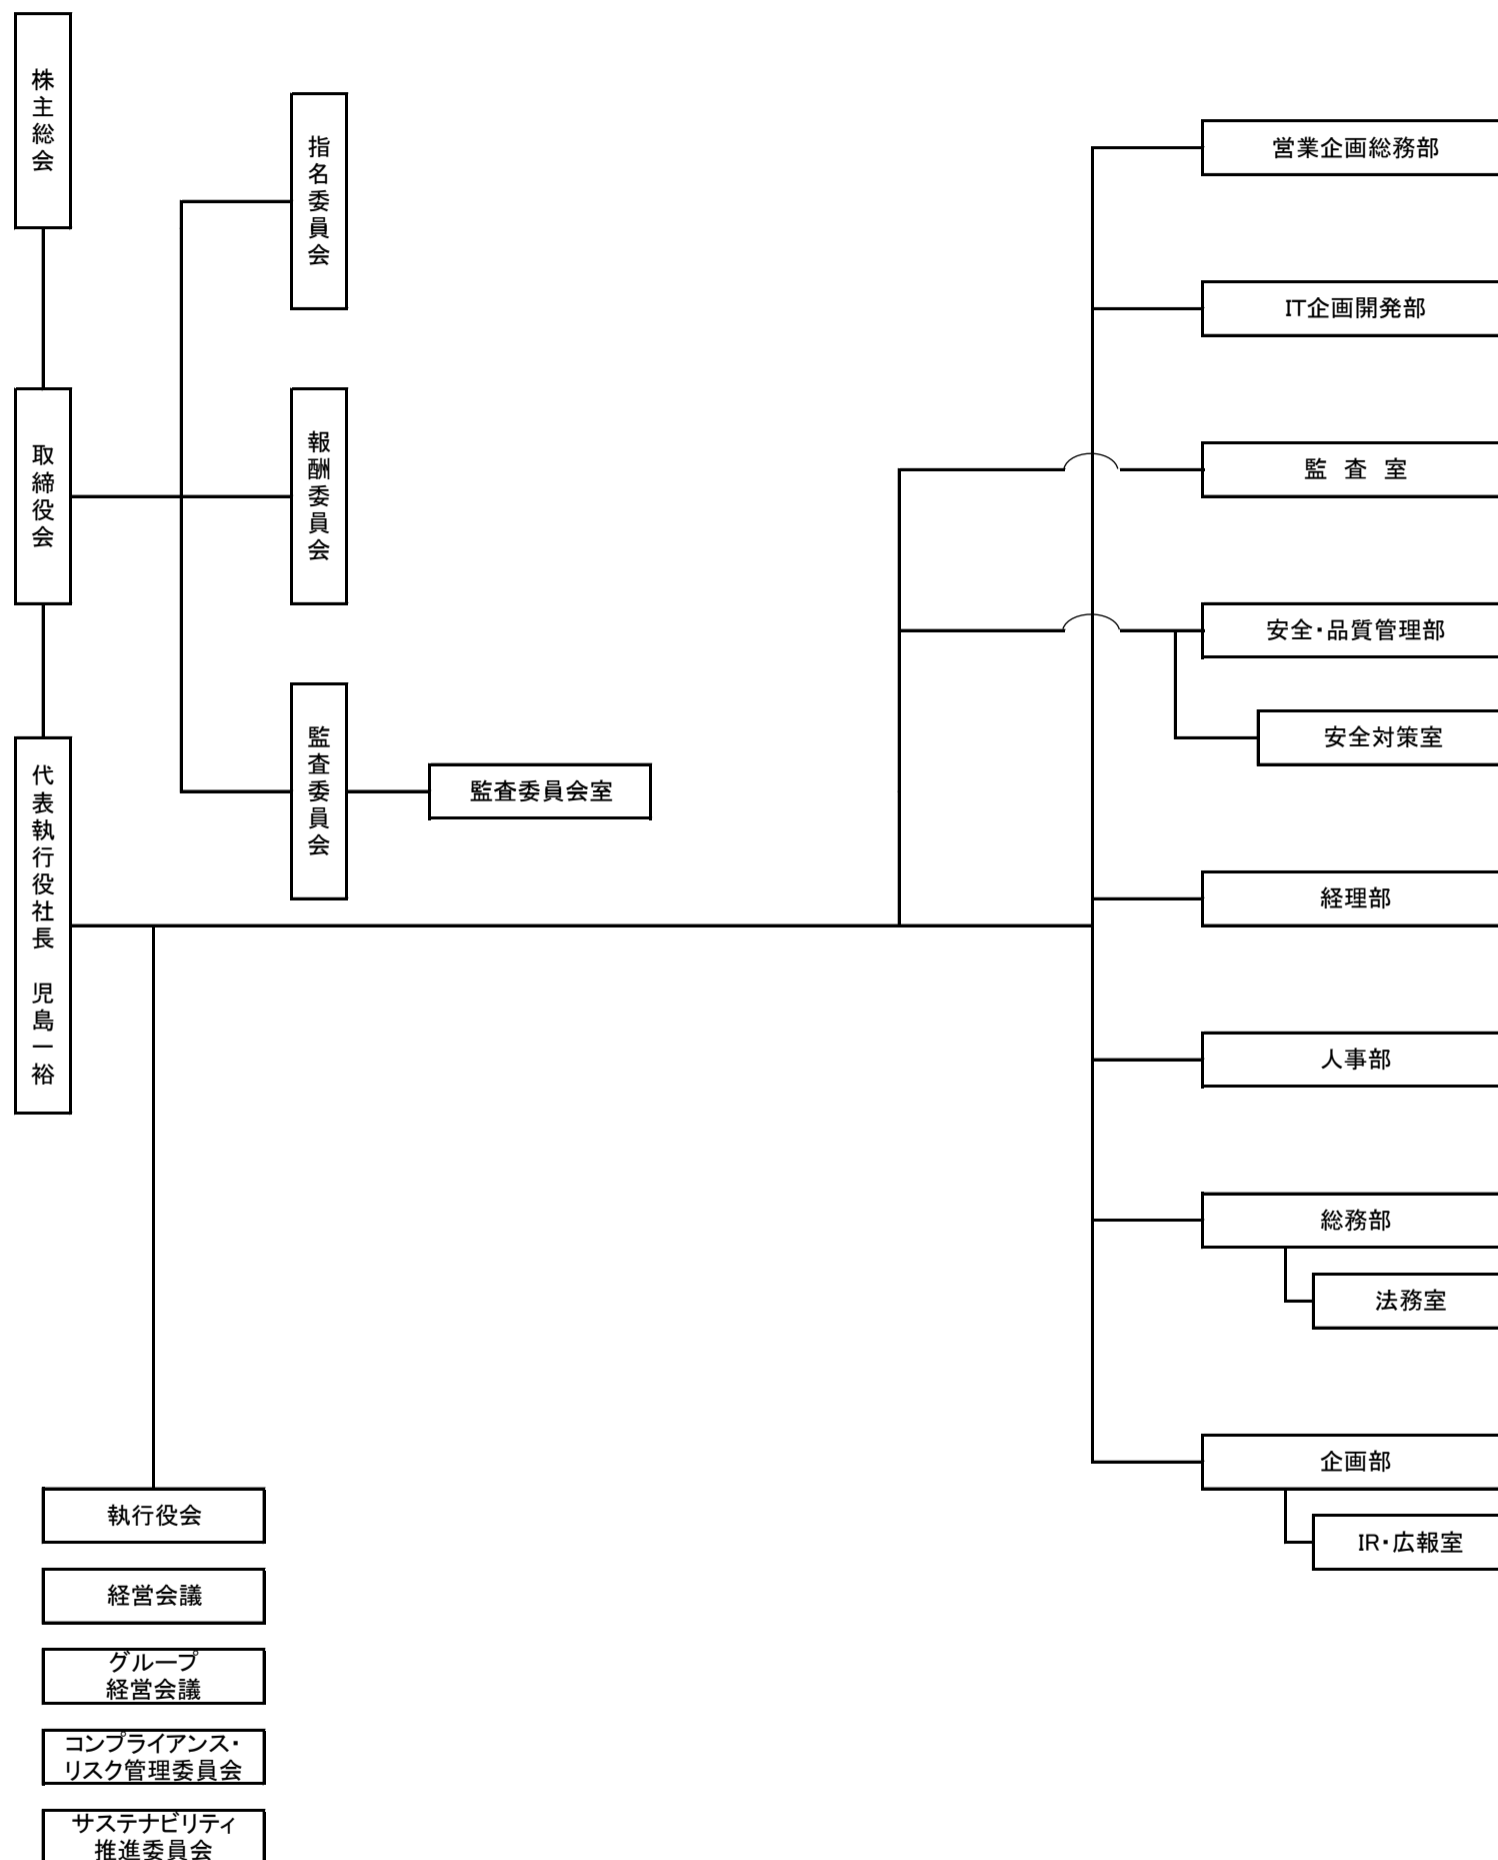 株主総会
指名委員会
取締役会
報酬委員会
監査委員会
監査委員会室
代表執行役社長　児島一裕
営業企画総務部
IT企画開発部
監　査　室
安全・品質管理部
安全対策室
経理部
人事部
総務部
法務室
企画部
IR・広報室
執行役会
経営会議
グループ
経営会議
コンプライアンス・
リスク管理委員会
サステナビリティ
推進委員会